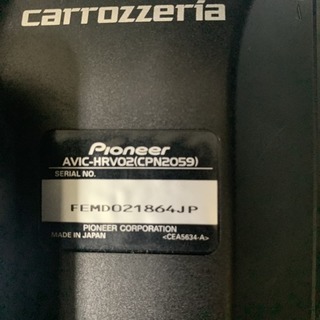 carrozzeria
Pioneer
AVIC-HRV02(CPN2059)
SERIAL NO.
FEMD021864JP
PIONEER CORPORATION
MADE IN JAPAN <CEA5634-A>